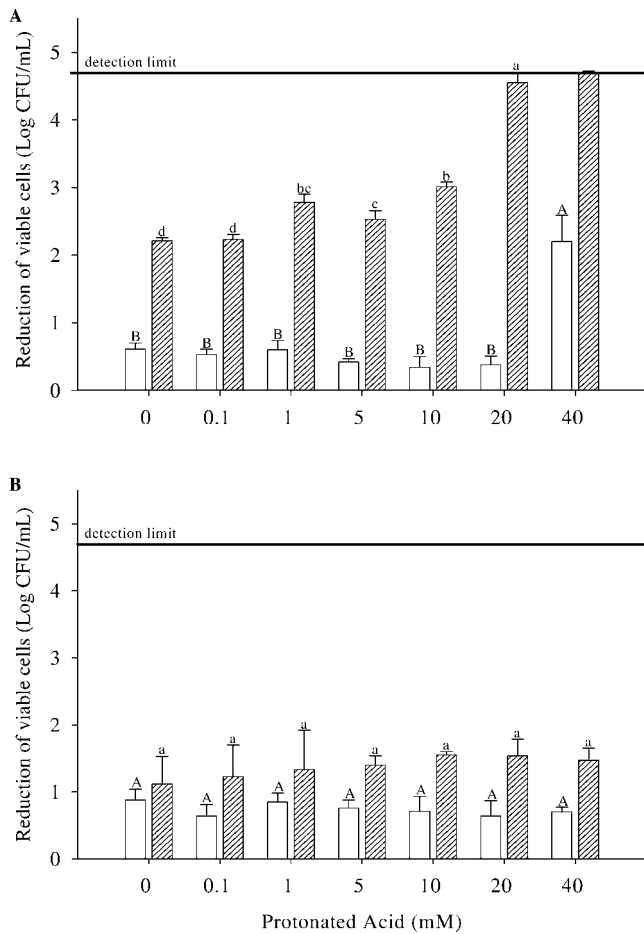 A
Reduction of viable cells (Log CFU/mL)
5
4
3
2
1
0
detection limit
B d
B d
B bc
B c
B b
B a
A
0 0.1 1 5 10 20 40
B
Reduction of viable cells (Log CFU/mL)
5
4
3
2
1
0
detection limit
A a
A a
A a
A a
A a
A a
A a
0 0.1 1 5 10 20 40
Protonated Acid (mM)